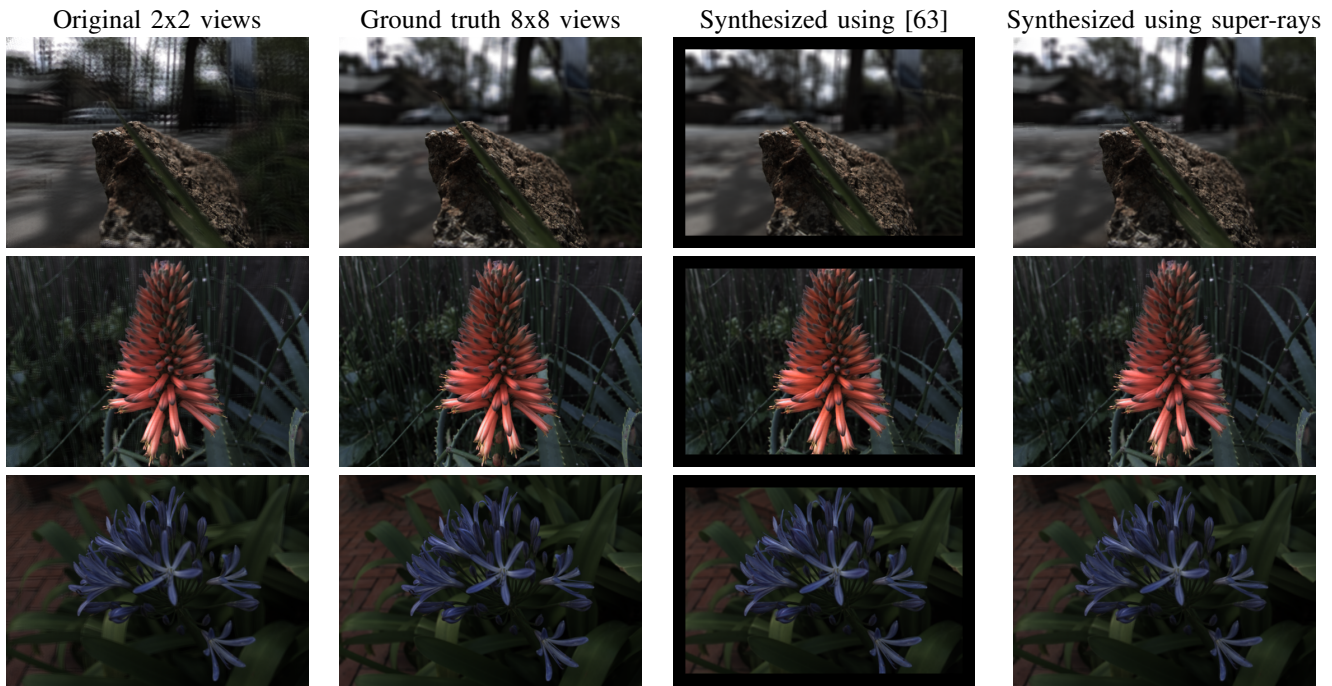 Original 2x2 views
Ground truth 8x8 views
Synthesized using [63]
Synthesized using super-rays